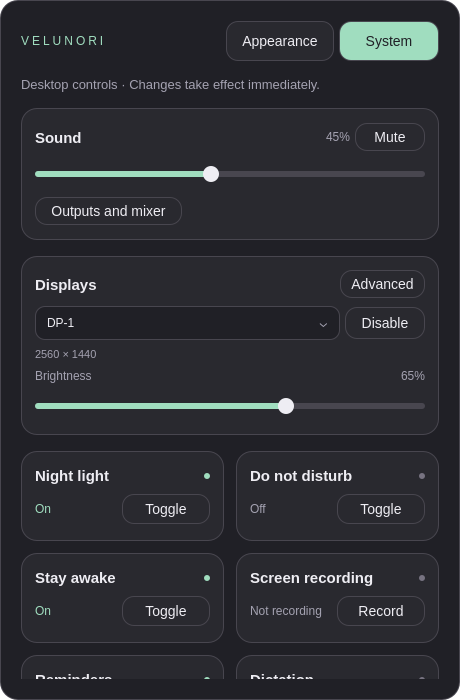 VELUNORI
Appearance
System
Desktop controls · Changes take effect immediately.
Sound
45%
Mute
Outputs and mixer
Displays
Advanced
DP-1
Disable
2560 × 1440
Brightness
65%
Night light
On
Toggle
Do not disturb
Off
Toggle
Stay awake
On
Toggle
Screen recording
Not recording
Record
Reminders
Dictation